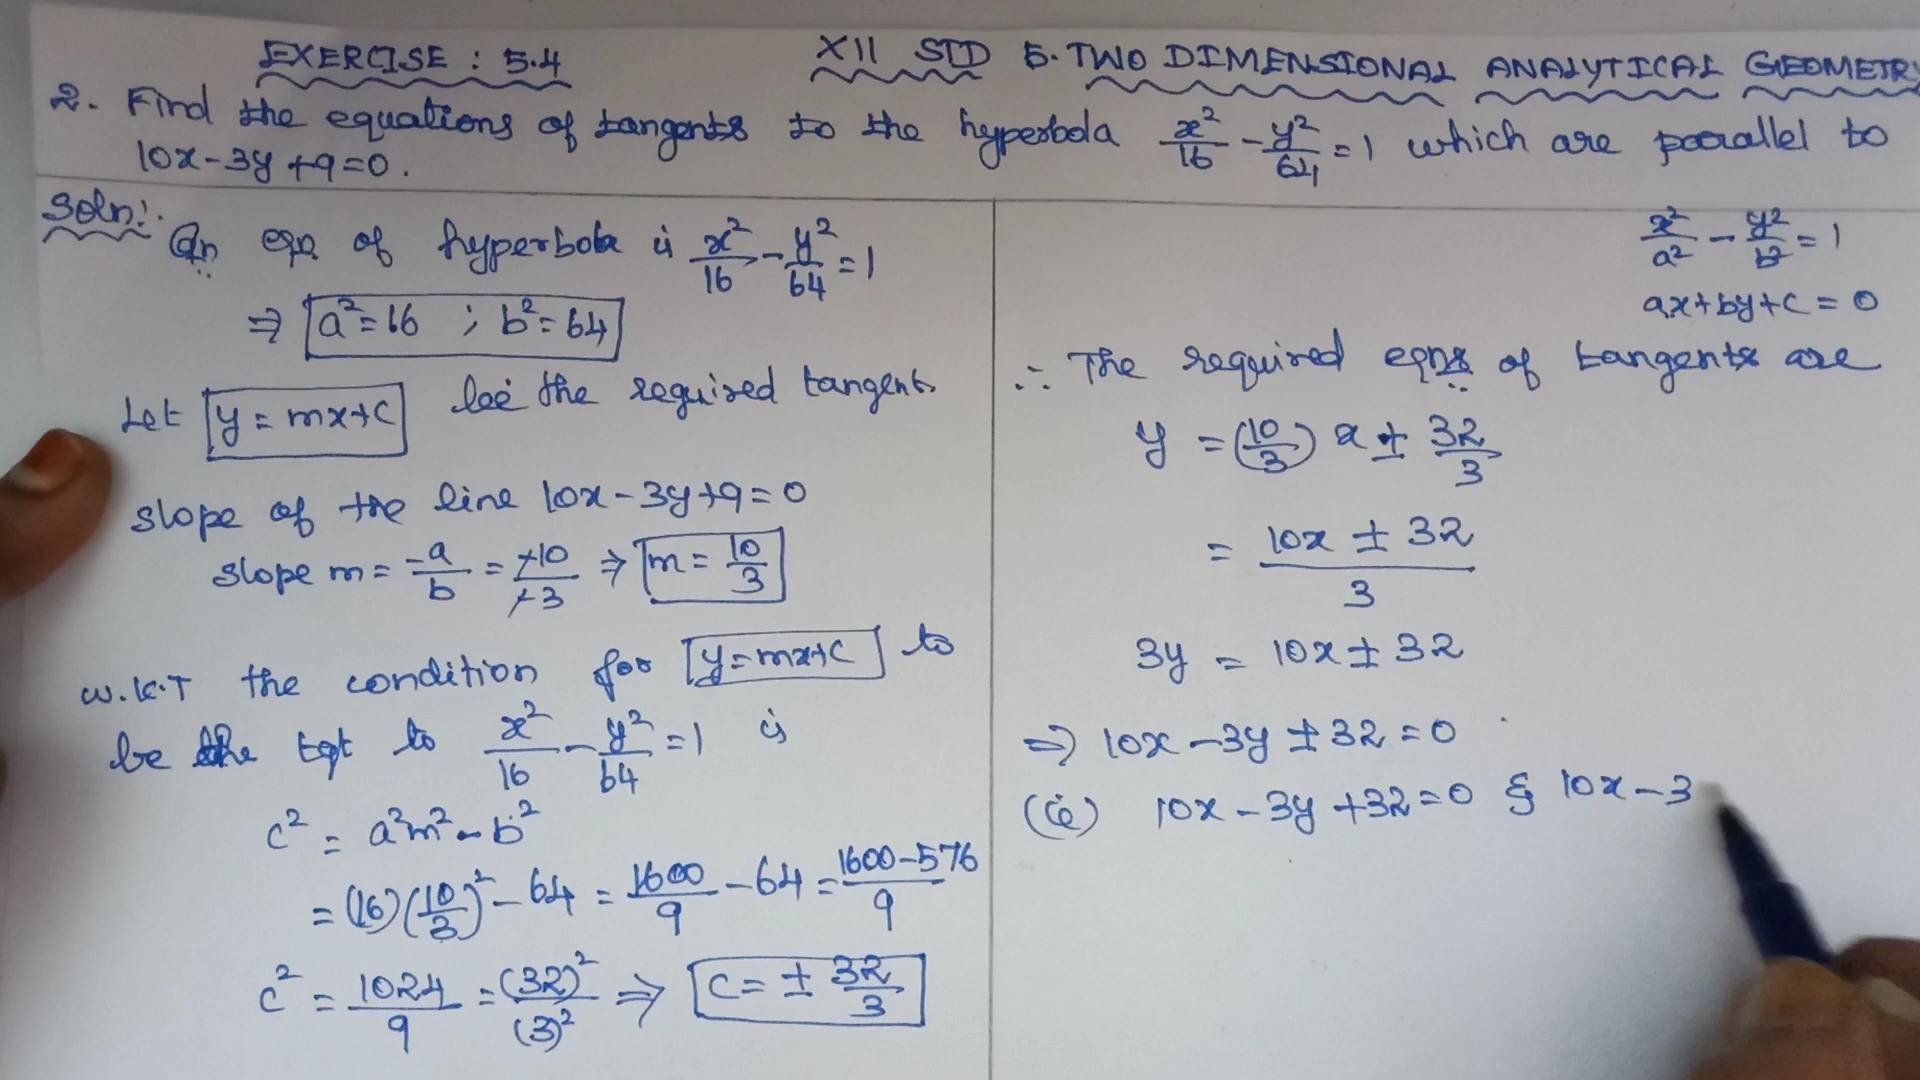 EXERCISE : 5.4 XII STD 5. TWO DIMENSIONAL ANALYTICAL GEOMETRY
2. Find the equations of tangents to the hyperbola x²/16 - y²/64 = 1 which are parallel to
10x - 3y + 9 = 0.
Soln:
Gn eqn of hyperbola is x²/16 - y²/64 = 1
⇒ a² = 16 ; b² = 64
Let y = mx+c be the required tangent.
slope of the line 10x - 3y + 9 = 0
slope m = -a/b = -10/-3 ⇒ m = 10/3
W.K.T the condition for y = mx+c to
be the tgt to x²/16 - y²/64 = 1 is
c² = a²m² - b²
= (16)(10/3)² - 64 = 1600/9 - 64 = 1600-576/9
c² = 1024/9 = (32)²/(3)² ⇒ c = ± 32/3
x²/a² - y²/b² = 1
ax+by+c = 0
∴ The required eqns of tangents are
y = (10/3) x ± 32/3
= 10x ± 32/3
3y = 10x ± 32
⇒ 10x - 3y ± 32 = 0
(ie) 10x - 3y + 32 = 0 & 10x - 3